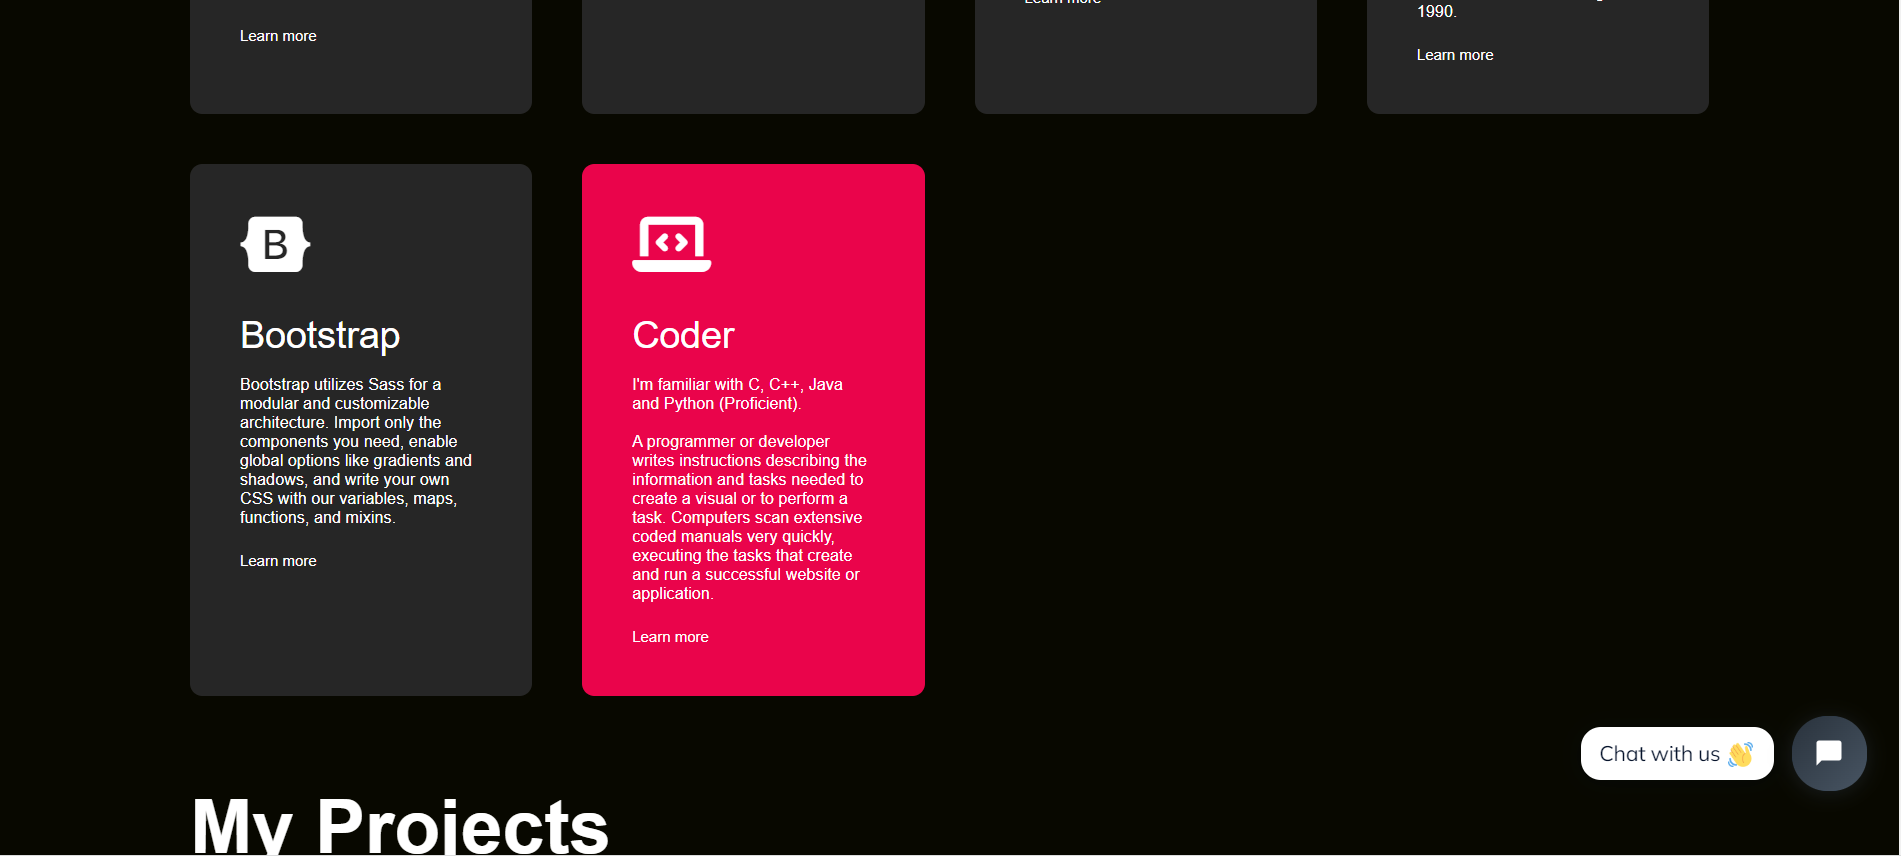 1990.
Learn more
Learn more
B
Bootstrap
Bootstrap utilizes Sass for a
modular and customizable
architecture. Import only the
components you need, enable
global options like gradients and
shadows, and write your own
CSS with our variables, maps,
functions, and mixins.
Learn more
Coder
I'm familiar with C, C++, Java
and Python (Proficient).
A programmer or developer
writes instructions describing the
information and tasks needed to
create a visual or to perform a
task. Computers scan extensive
coded manuals very quickly,
executing the tasks that create
and run a successful website or
application.
Learn more
Chat with us 👋
My Projects